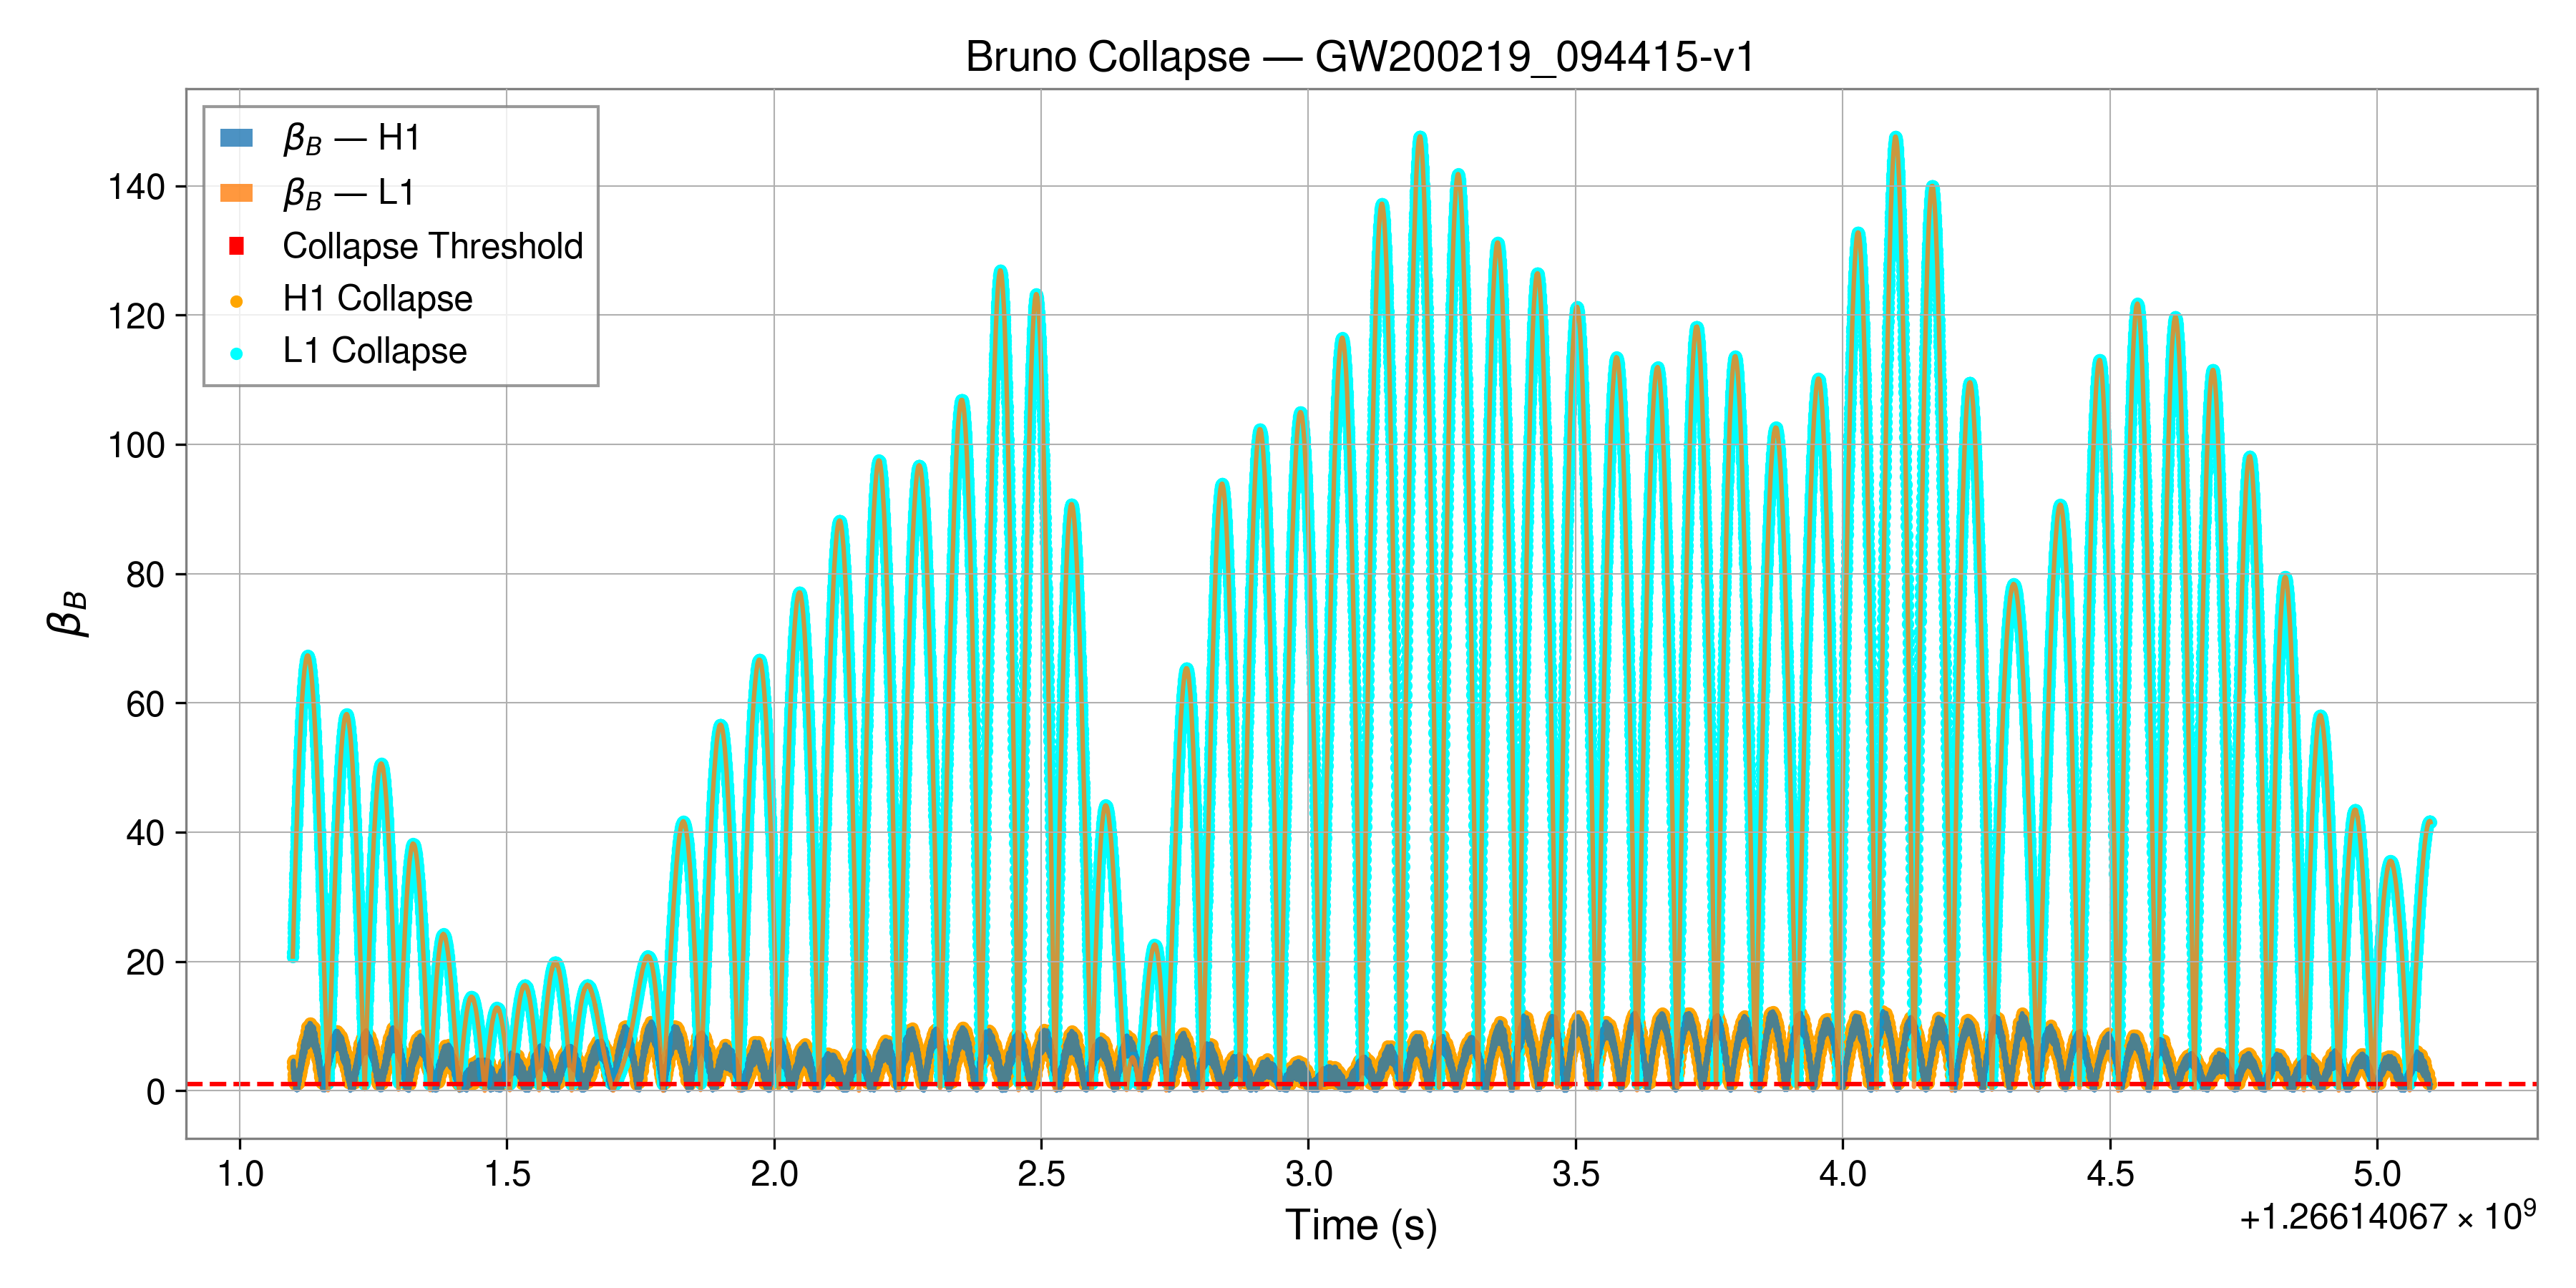 Bruno Collapse — GW200219_094415-v1
β_B — H1
β_B — L1
Collapse Threshold
H1 Collapse
L1 Collapse
140
120
100
80
60
40
20
0
β_B
1.0 1.5 2.0 2.5 3.0 3.5 4.0 4.5 5.0
+1.26614067 × 10⁹
Time (s)